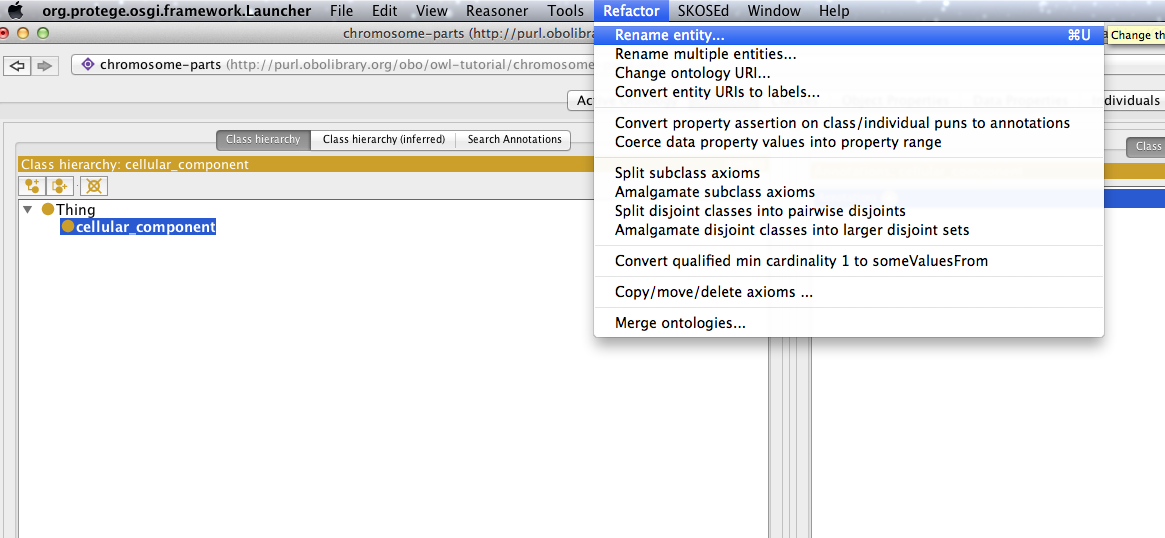 org.protege.osgi.framework.Launcher File Edit View Reasoner Tools Refactor SKOSEd Window Help
chromosome-parts (http://purl.obolibrary.
chromosome-parts (http://purl.obolibrary.org/obo/owl-tutorial/chromosome
Rename entity... ⌘U
Change th
Rename multiple entities...
Change ontology URI...
Convert entity URIs to labels...
Object Properties Data Properties
Convert property assertion on class/individual puns to annotations
Coerce data property values into property range
Class hierarchy Class hierarchy (inferred) Search Annotations
Class
Class hierarchy: cellular_component
Split subclass axioms
Amalgamate subclass axioms
Split disjoint classes into pairwise disjoints
Amalgamate disjoint classes into larger disjoint sets
Thing
cellular_component
Convert qualified min cardinality 1 to someValuesFrom
Copy/move/delete axioms ...
Merge ontologies...